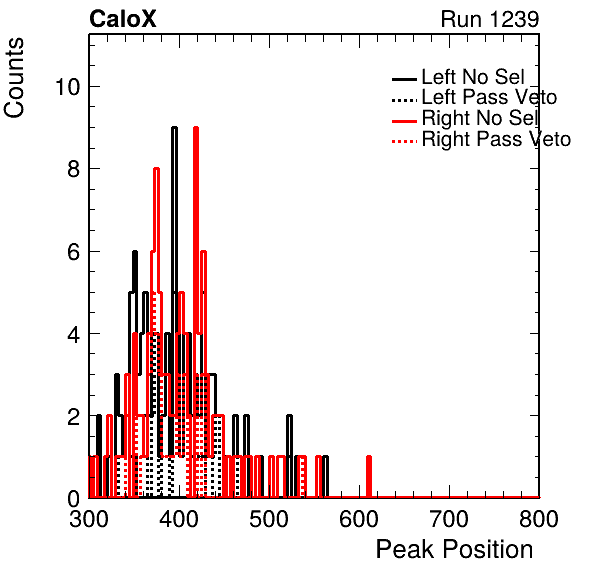 CaloX Run 1239
Counts
10
8
6
4
2
0
Left No Sel
Left Pass Veto
Right No Sel
Right Pass Veto
300 400 500 600 700 800
Peak Position